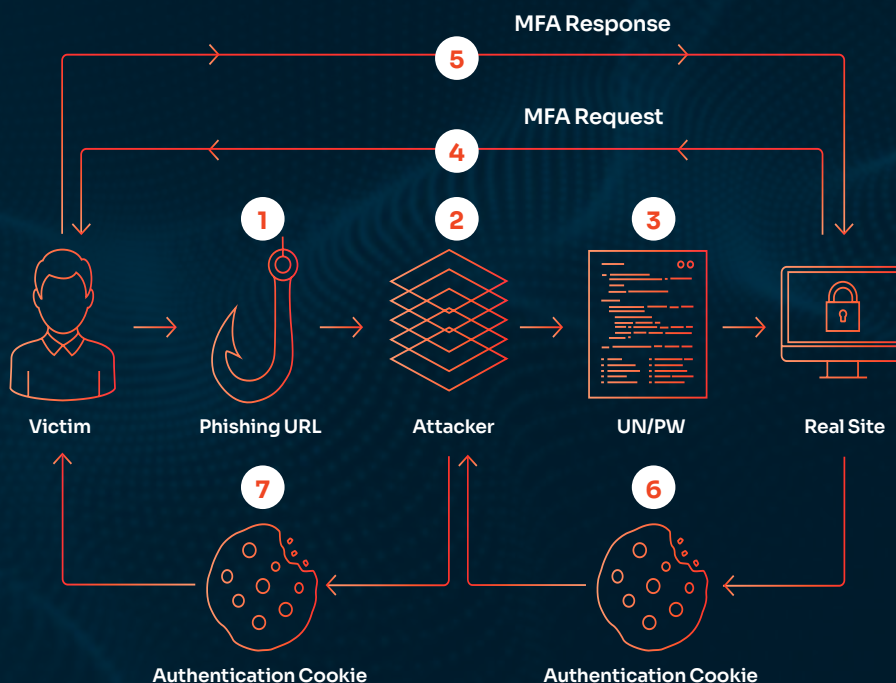 MFA Response
5
MFA Request
4
1
2
3
Victim
Phishing URL
Attacker
UN/PW
Real Site
7
6
Authentication Cookie
Authentication Cookie